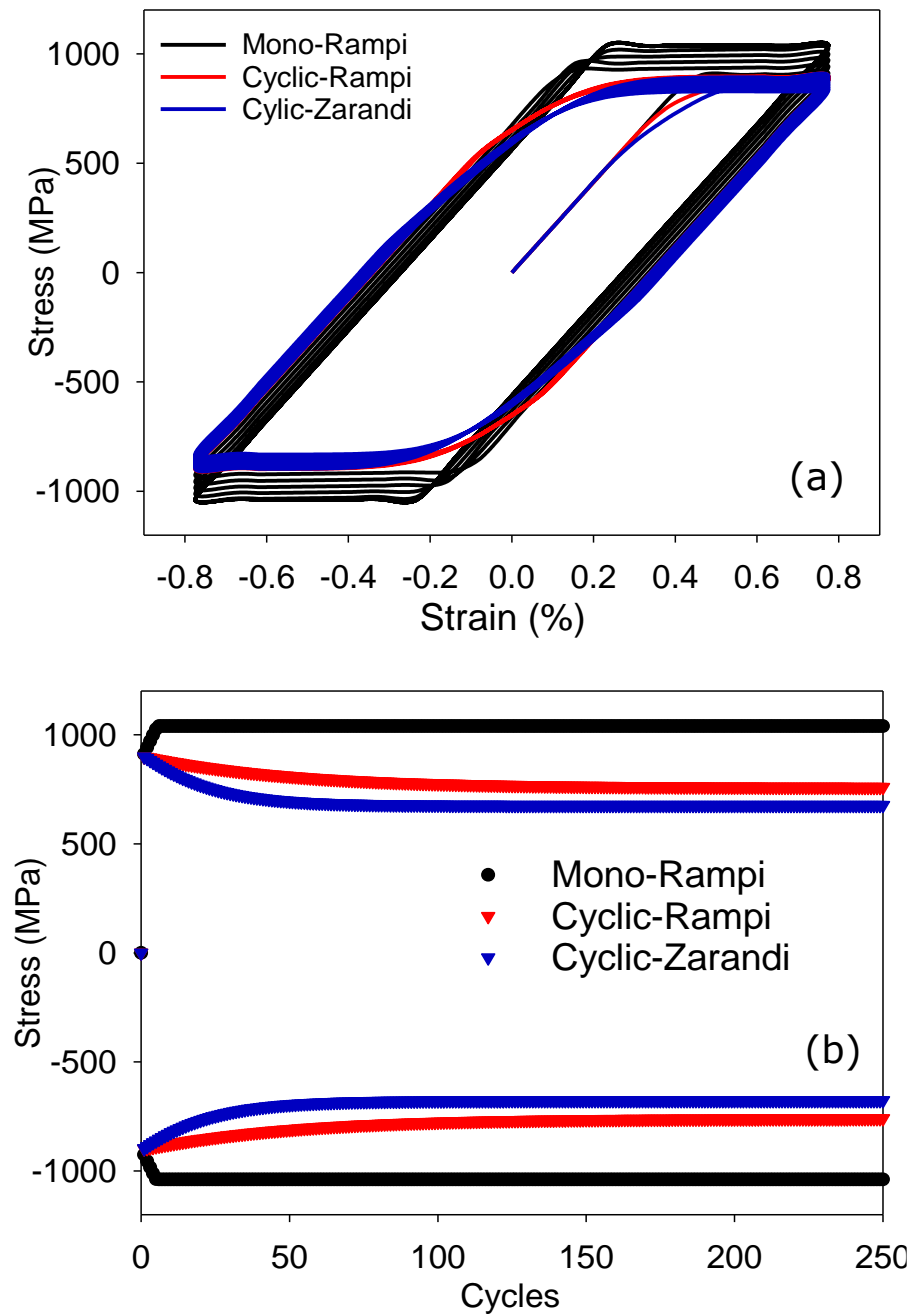 1000
500
0
-500
-1000
Stress (MPa)
Mono-Rampi
Cyclic-Rampi
Cylic-Zarandi
(a)
-0.8 -0.6 -0.4 -0.2 0.0 0.2 0.4 0.6 0.8
Strain (%)
1000
500
0
-500
-1000
Stress (MPa)
Mono-Rampi
Cyclic-Rampi
Cyclic-Zarandi
(b)
0 50 100 150 200 250
Cycles